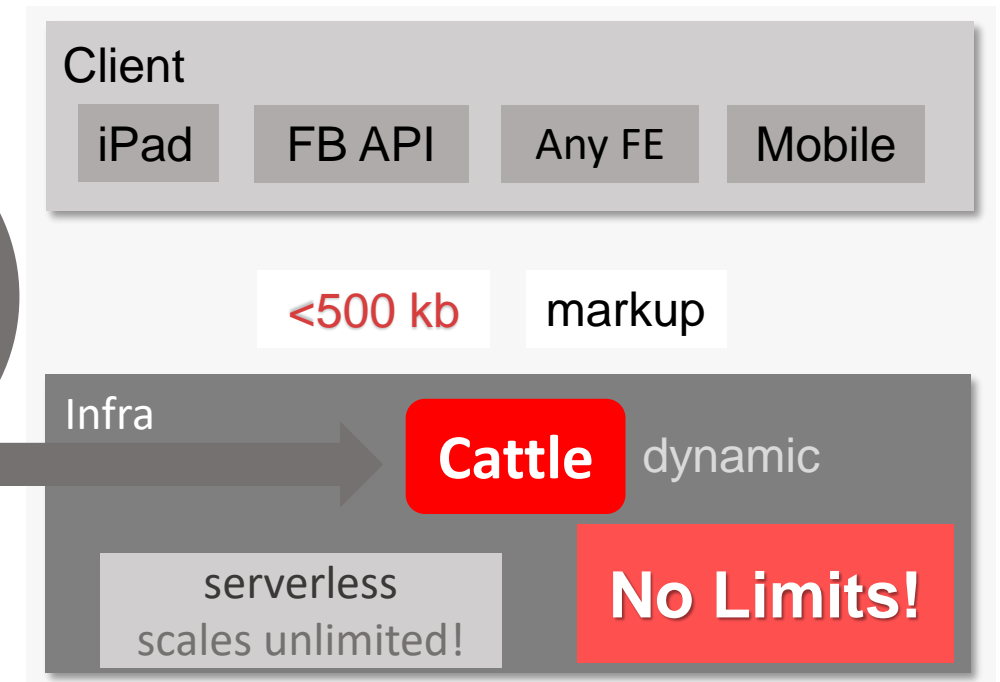 Client
iPad
FB API
Any FE
Mobile
<500 kb
markup
Infra
Cattle
dynamic
serverless
scales unlimited!
No Limits!